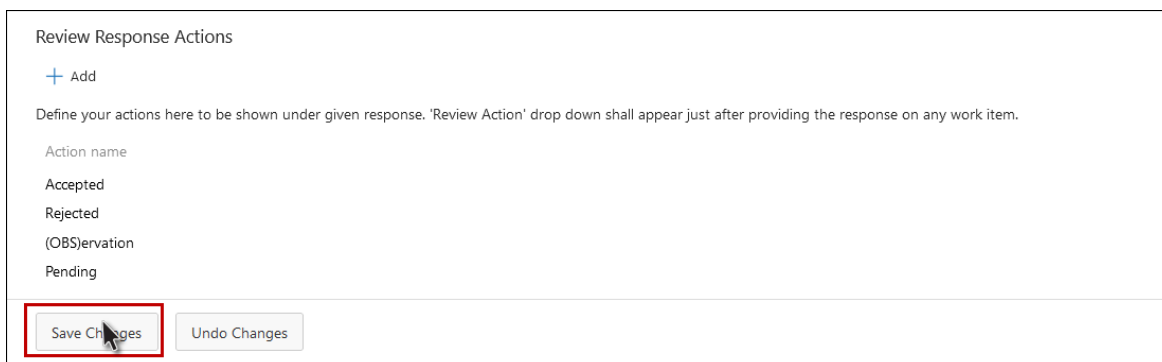 Review Response Actions
+ Add
Define your actions here to be shown under given response. 'Review Action' drop down shall appear just after providing the response on any work item.
Action name
Accepted
Rejected
(OBS)ervation
Pending
Save Changes Undo Changes